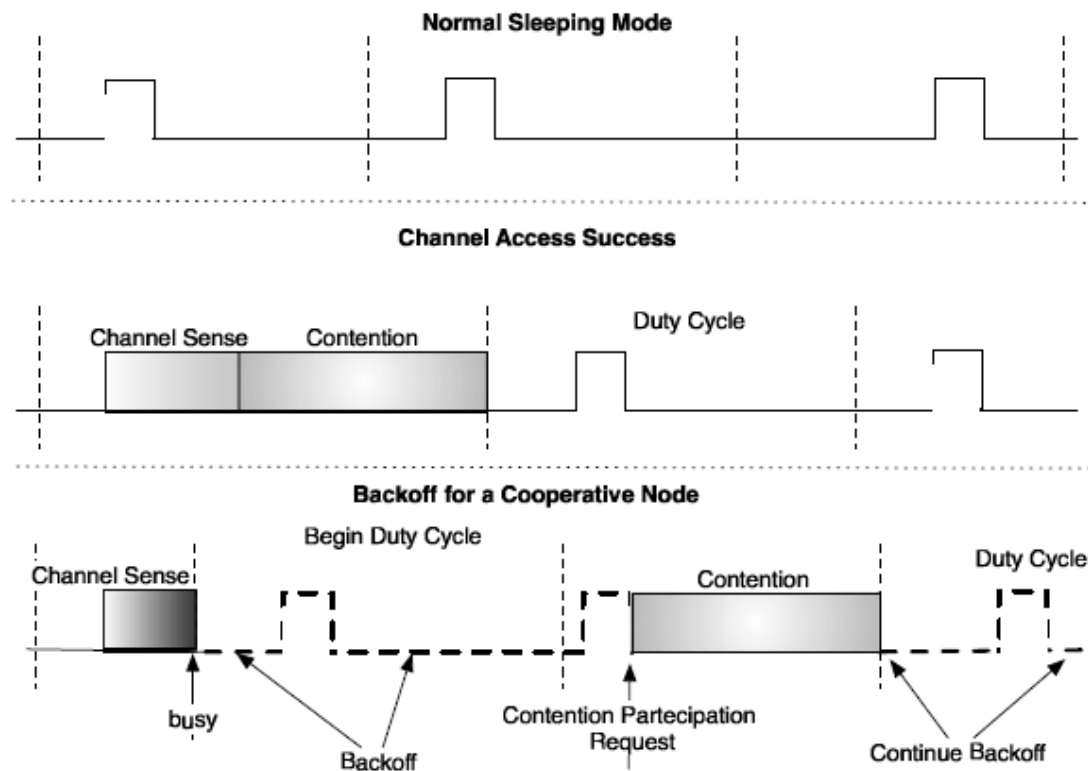 Normal Sleeping Mode
Channel Access Success
Channel Sense
Contention
Duty Cycle
Backoff for a Cooperative Node
Begin Duty Cycle
Channel Sense
Contention
Duty Cycle
busy
Backoff
Contention Partecipation
Request
Continue Backoff